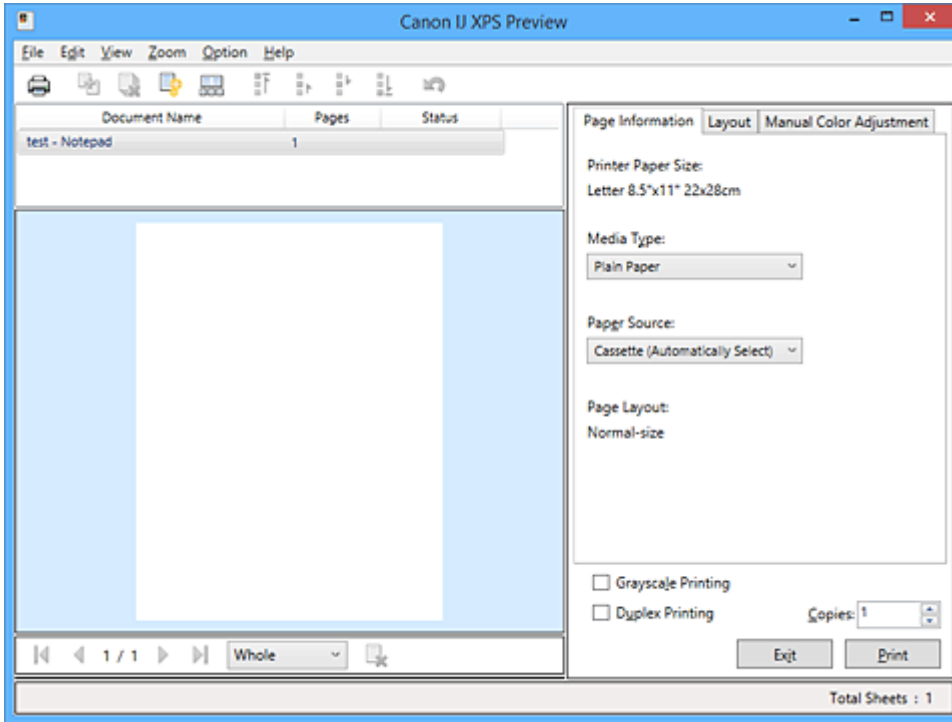 Canon IJ XPS Preview
File Edit View Zoom Option Help
Document Name Pages Status
test - Notepad 1
Page Information Layout Manual Color Adjustment
Printer Paper Size:
Letter 8.5"x11" 22x28cm
Media Type:
Plain Paper
Paper Source:
Cassette (Automatically Select)
Page Layout:
Normal-size
Grayscale Printing
Duplex Printing Copies: 1
1 / 1 Whole
Exit Print
Total Sheets : 1